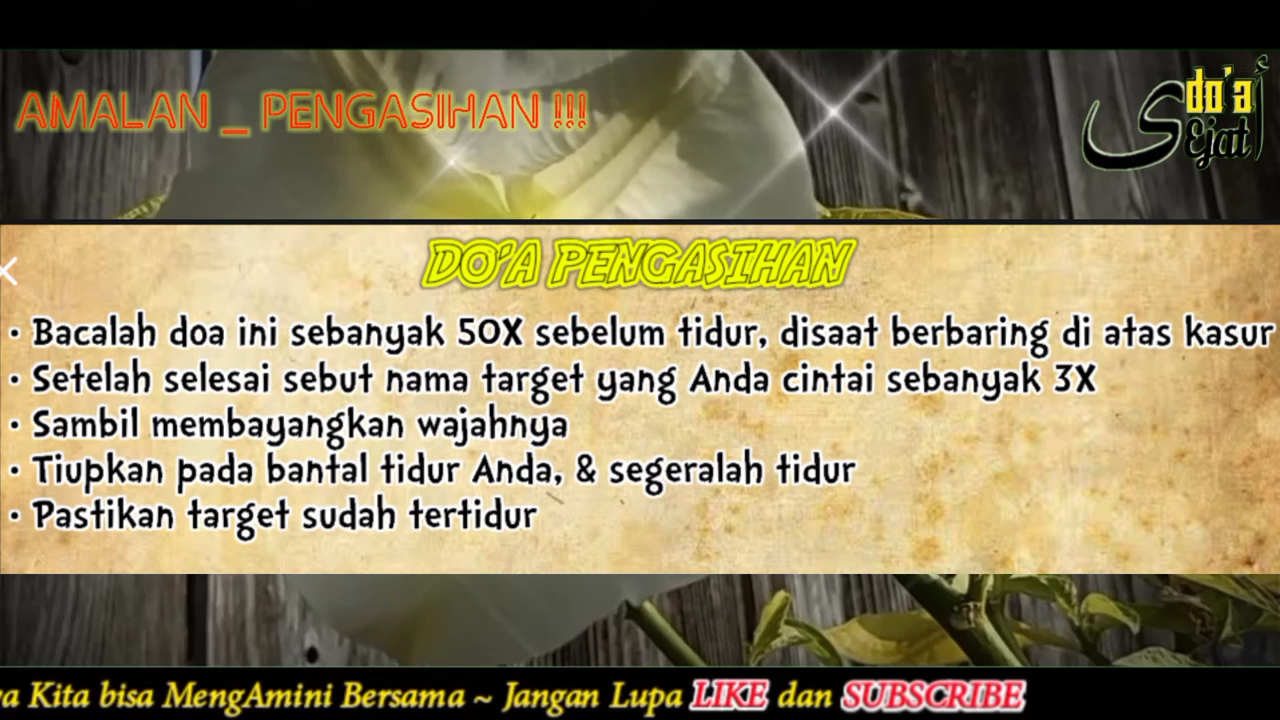 AMALAN _ PENGASIHAN !!!
do'a
Ejati
DO'A PENGASIHAN
• Bacalah doa ini sebanyak 50X sebelum tidur, disaat berbaring di atas kasur
• Setelah selesai sebut nama target yang Anda cintai sebanyak 3X
• Sambil membayangkan wajahnya
• Tiupkan pada bantal tidur Anda, & segeralah tidur
• Pastikan target sudah tertidur
Kita bisa MengAmini Bersama ~ Jangan Lupa LIKE dan SUBSCRIBE